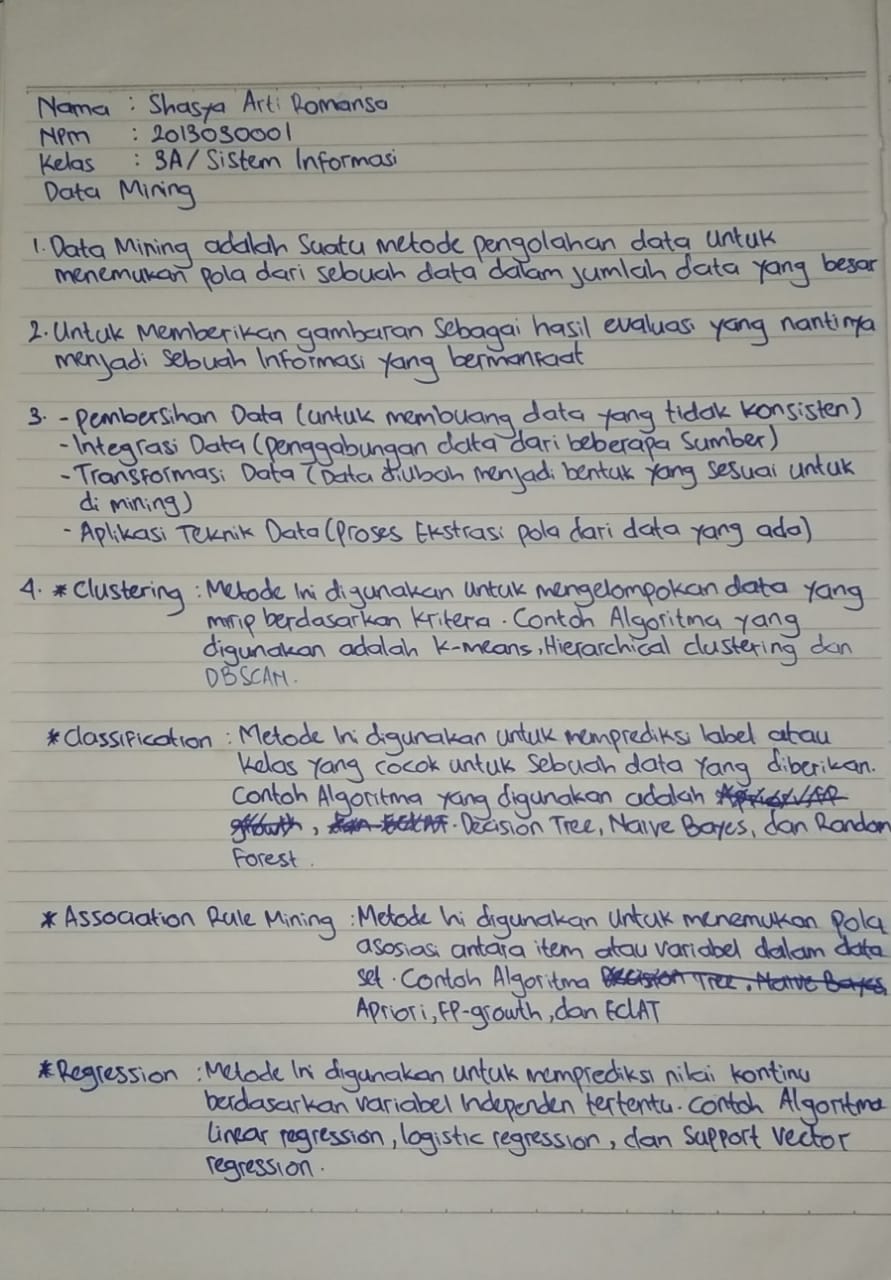 Nama : Shasya Arti Romansa
NPM : 2013030001
Kelas : 3A/Sistem Informasi
Data Mining
1. Data Mining adalah suatu metode pengolahan data untuk
menemukan pola dari sebuah data dalam jumlah data yang besar
2. Untuk Memberikan gambaran sebagai hasil evaluasi yang nantinya
menjadi sebuah Informasi yang bermanfaat
3. - Pembersihan Data (untuk membuang data yang tidak konsisten)
- Integrasi Data (penggabungan data dari beberapa sumber)
- Transformasi Data (Data diubah menjadi bentuk yang sesuai untuk
di mining)
- Aplikasi Teknik Data (Proses Ekstrasi pola dari data yang ada)
4. * Clustering : Metode Ini digunakan untuk mengelompokan data yang
mirip berdasarkan kritera. Contoh Algoritma yang
digunakan adalah k-means, Hierarchical clustering dan
DBSCAN.
* Classification : Metode Ini digunakan untuk memprediksi label atau
kelas yang cocok untuk sebuah data yang diberikan.
Contoh Algoritma yang digunakan adalah
growth, dan ECLAT. Decision Tree, Naive Bayes, dan Random
Forest.
* Association Rule Mining : Metode Ini digunakan untuk menemukan pola
asosiasi antara item atau variabel dalam data
set. Contoh Algoritma Decision Tree, Naive Bayes
Apriori, FP-growth, dan EClAT
* Regression : Metode Ini digunakan untuk memprediksi nilai kontinu
berdasarkan variabel Independen tertentu. Contoh Algoritma
linear regression, logistic regression, dan Support vector
regression.